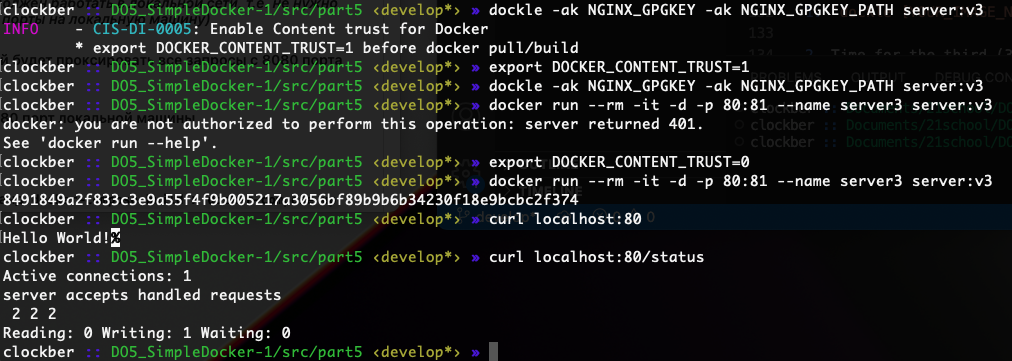 clockber :: DO5_SimpleDocker-1/src/part5 ‹develop*› » dockle -ak NGINX_GPGKEY -ak NGINX_GPGKEY_PATH server:v3
INFO    - CIS-DI-0005: Enable Content trust for Docker
* export DOCKER_CONTENT_TRUST=1 before docker pull/build
clockber :: DO5_SimpleDocker-1/src/part5 ‹develop*› » export DOCKER_CONTENT_TRUST=1
clockber :: DO5_SimpleDocker-1/src/part5 ‹develop*› » dockle -ak NGINX_GPGKEY -ak NGINX_GPGKEY_PATH server:v3
clockber :: DO5_SimpleDocker-1/src/part5 ‹develop*› » docker run --rm -it -d -p 80:81 --name server3 server:v3
docker: you are not authorized to perform this operation: server returned 401.
See 'docker run --help'.
clockber :: DO5_SimpleDocker-1/src/part5 ‹develop*› » export DOCKER_CONTENT_TRUST=0
clockber :: DO5_SimpleDocker-1/src/part5 ‹develop*› » docker run --rm -it -d -p 80:81 --name server3 server:v3
8491849a2f833c3e9a55f4f9b005217a3056bf89b9b6b34230f18e9bcbc2f374
clockber :: DO5_SimpleDocker-1/src/part5 ‹develop*› » curl localhost:80
Hello World!%
clockber :: DO5_SimpleDocker-1/src/part5 ‹develop*› » curl localhost:80/status
Active connections: 1
server accepts handled requests
2 2 2
Reading: 0 Writing: 1 Waiting: 0
clockber :: DO5_SimpleDocker-1/src/part5 ‹develop*› »